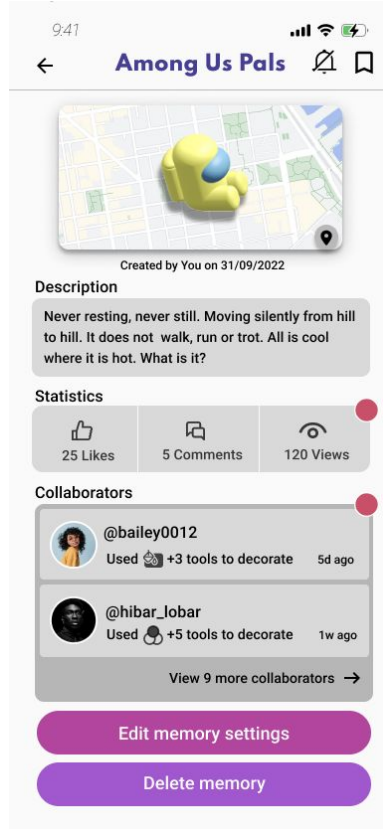 9:41
Among Us Pals
Created by You on 31/09/2022
Description
Never resting, never still. Moving silently from hill
to hill. It does not walk, run or trot. All is cool
where it is hot. What is it?
Statistics
25 Likes
5 Comments
120 Views
Collaborators
@bailey0012
Used +3 tools to decorate 5d ago
@hibar_lobar
Used +5 tools to decorate 1w ago
View 9 more collaborators →
Edit memory settings
Delete memory